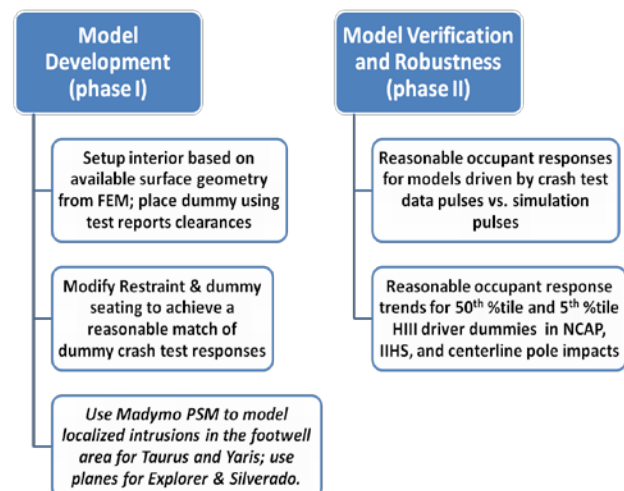 Model
Development
(phase I)
Setup interior based on
available surface geometry
from FEM; place dummy using
test reports clearances
Modify Restraint & dummy
seating to achieve a
reasonable match of
dummy crash test responses
Use Madymo PSM to model
localized intrusions in the footwell
area for Taurus and Yaris; use
planes for Explorer & Silverado.
Model Verification
and Robustness
(phase II)
Reasonable occupant responses
for models driven by crash test
data pulses vs. simulation
pulses
Reasonable occupant response
trends for 50th %tile and 5th %tile
HIII driver dummies in NCAP,
IIHS, and centerline pole impacts